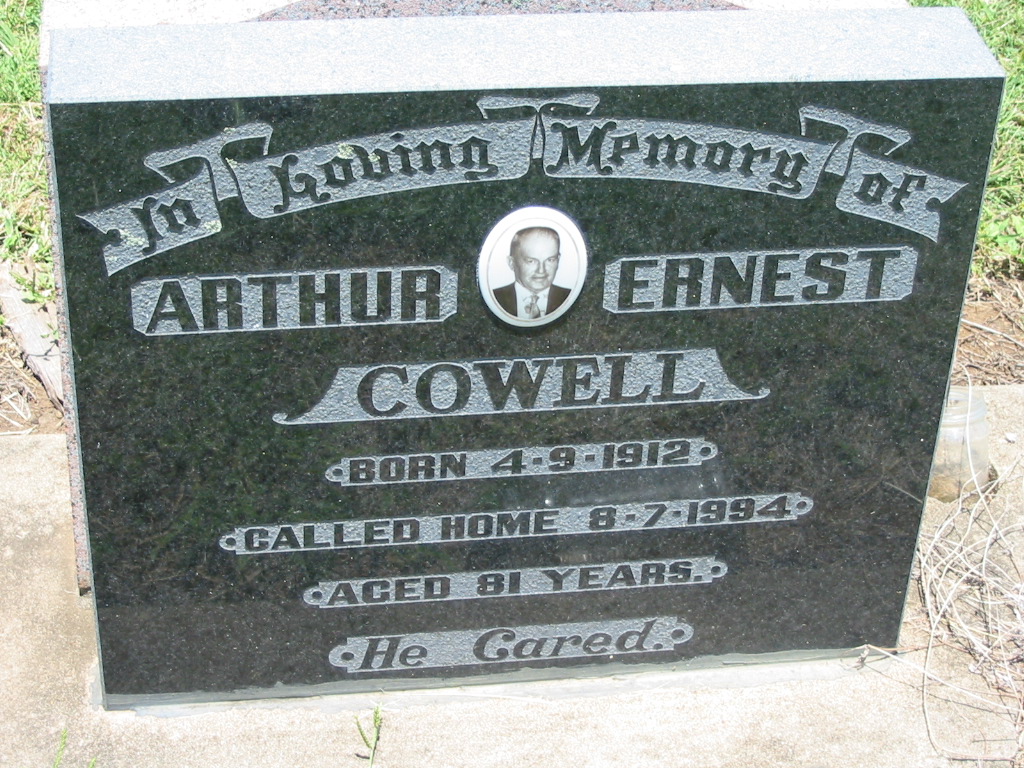 In Loving Memory of
ARTHUR ERNEST
COWELL
BORN 4·9·1912
CALLED HOME 8·7·1994
AGED 81 YEARS.
He Cared.